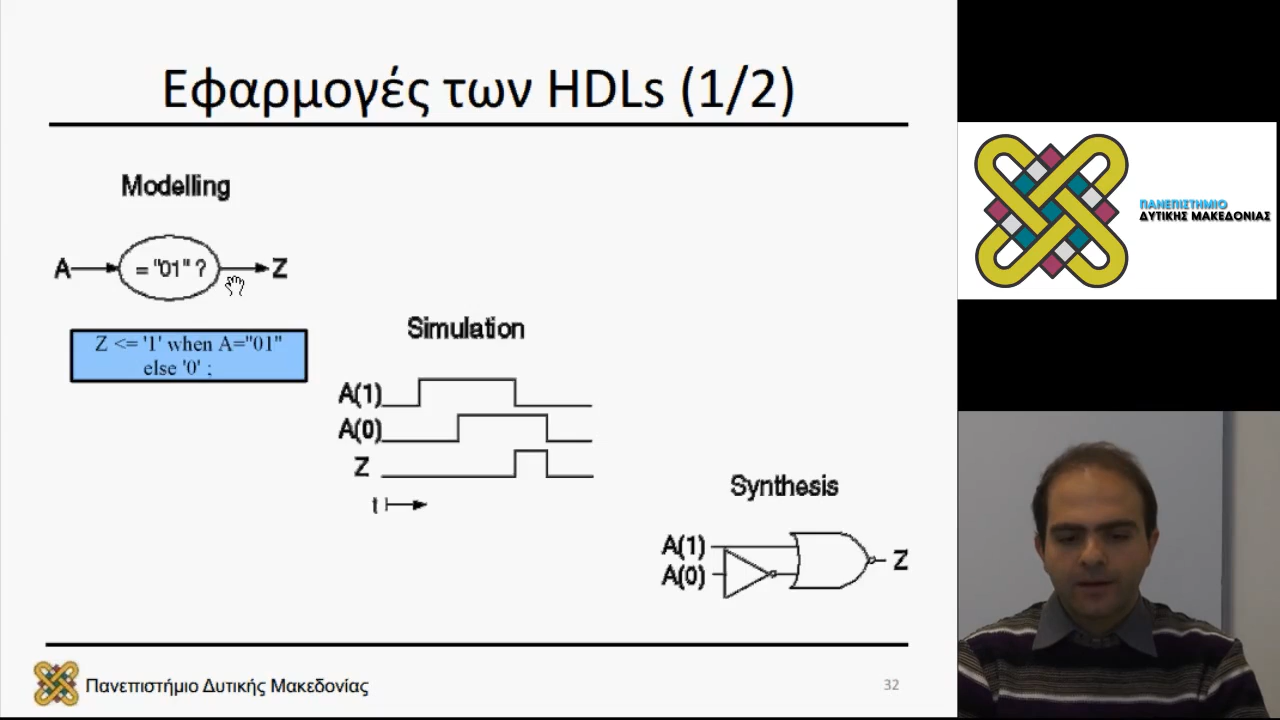 Εφαρμογές των HDLs (1/2)
Modelling
A = "01" ? Z
Z <= '1' when A="01"
else '0' ;
Simulation
A(1)
A(0)
Z
t
Synthesis
A(1)
A(0)
Z
Πανεπιστήμιο Δυτικής Μακεδονίας
32
ΠΑΝΕΠΙΣΤΗΜΙΟ
ΔΥΤΙΚΗΣ ΜΑΚΕΔΟΝΙΑΣ